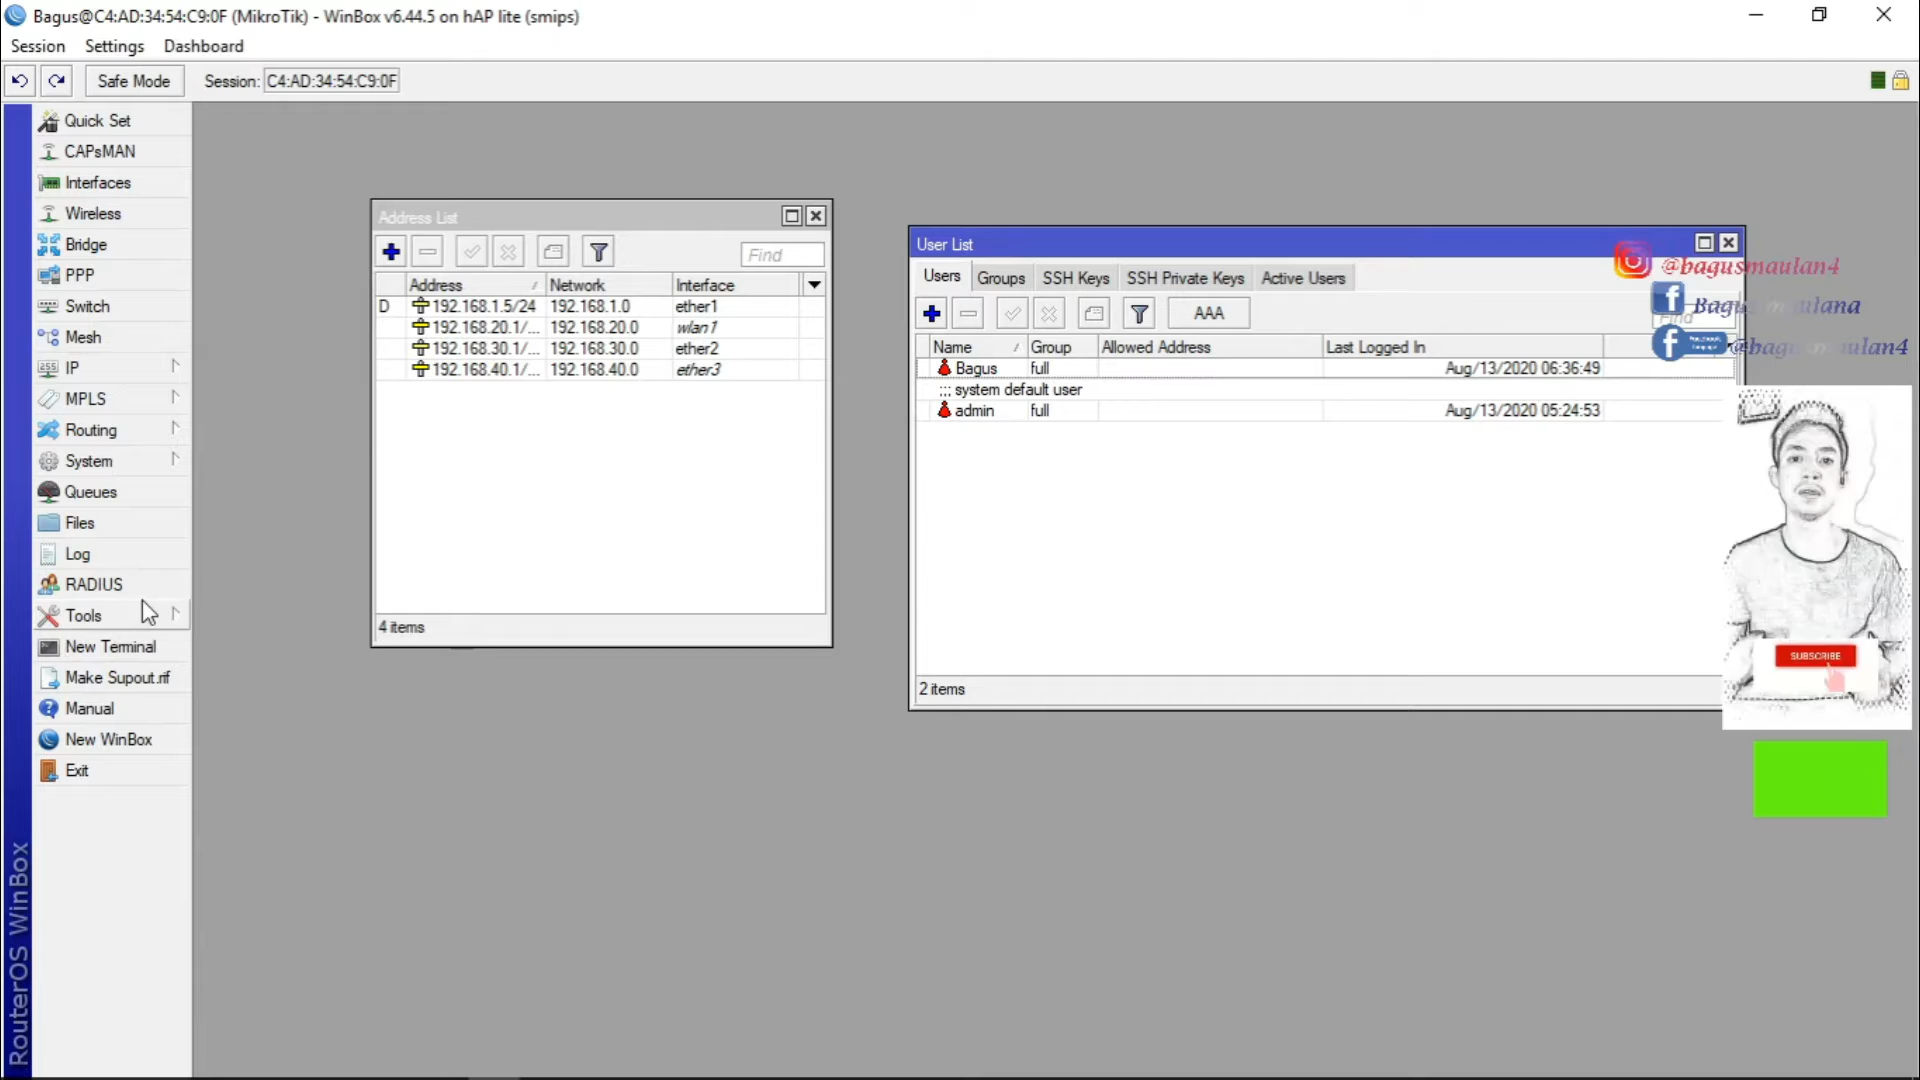 Bagus@C4:AD:34:54:C9:0F (MikroTik) - WinBox v6.44.5 on hAP lite (smips)
Session Settings Dashboard
Safe Mode Session: C4:AD:34:54:C9:0F
Quick Set
CAPsMAN
Interfaces
Wireless
Bridge
PPP
Switch
Mesh
IP
MPLS
Routing
System
Queues
Files
Log
RADIUS
Tools
New Terminal
Make Supout.rif
Manual
New WinBox
Exit
RouterOS WinBox
Address List
Find
Address Network Interface
D 192.168.1.5/24 192.168.1.0 ether1
192.168.20.1/... 192.168.20.0 wlan1
192.168.30.1/... 192.168.30.0 ether2
192.168.40.1/... 192.168.40.0 ether3
4 items
User List
Users Groups SSH Keys SSH Private Keys Active Users
AAA
Find
Name Group Allowed Address Last Logged In
Bagus full Aug/13/2020 06:36:49
::: system default user
admin full Aug/13/2020 05:24:53
2 items
@bagusmaulan4
SUBSCRIBE